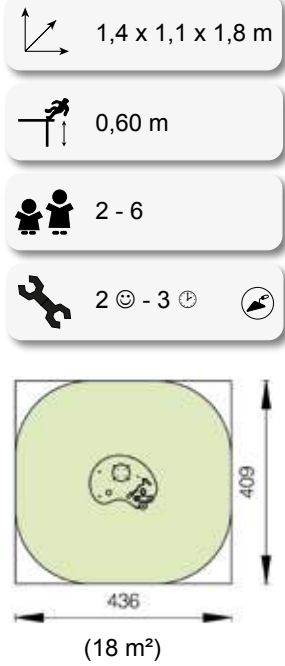 1,4 x 1,1 x 1,8 m
0,60 m
2 - 6
2 ☺ - 3 🕑
409
436
(18 m²)